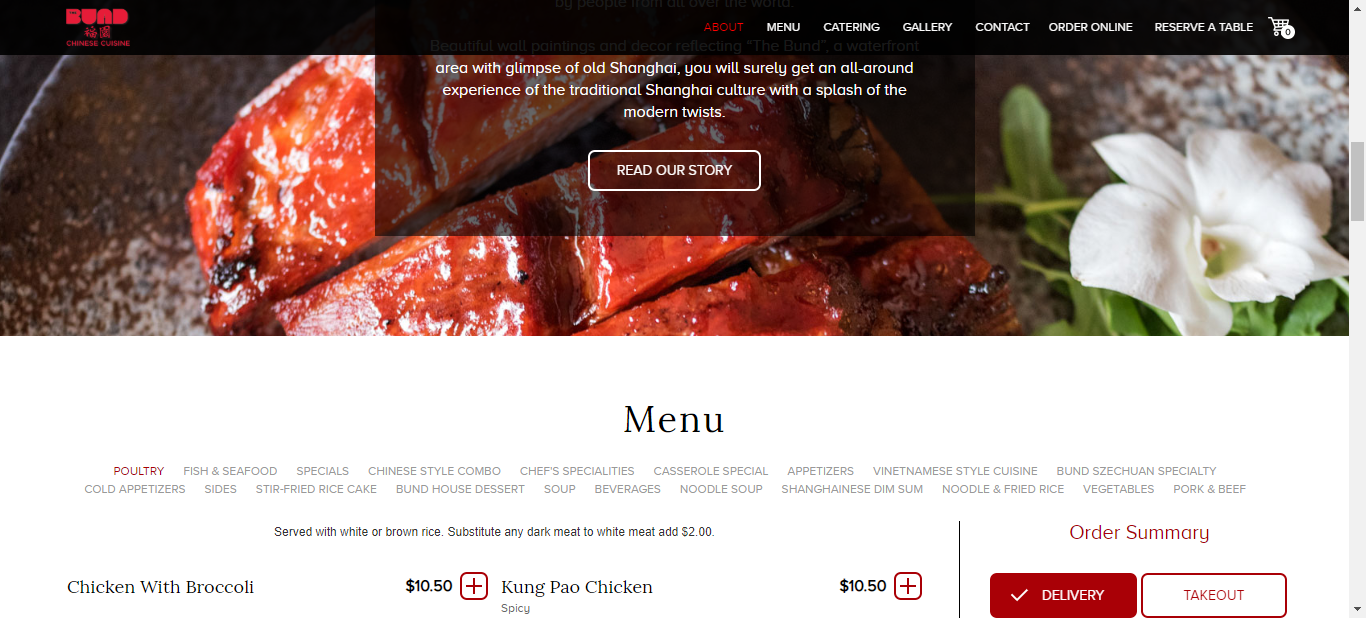 BUND
裕園
CHINESE CUISINE
ABOUT MENU CATERING GALLERY CONTACT ORDER ONLINE RESERVE A TABLE 0
by people from all over the world.
Beautiful wall paintings and decor reflecting “The Bund”, a waterfront
area with glimpse of old Shanghai, you will surely get an all-around
experience of the traditional Shanghai culture with a splash of the
modern twists.
READ OUR STORY
Menu
POULTRY FISH & SEAFOOD SPECIALS CHINESE STYLE COMBO CHEF'S SPECIALITIES CASSEROLE SPECIAL APPETIZERS VINETNAMESE STYLE CUISINE BUND SZECHUAN SPECIALTY
COLD APPETIZERS SIDES STIR-FRIED RICE CAKE BUND HOUSE DESSERT SOUP BEVERAGES NOODLE SOUP SHANGHAINESE DIM SUM NOODLE & FRIED RICE VEGETABLES PORK & BEEF
Served with white or brown rice. Substitute any dark meat to white meat add $2.00.
Chicken With Broccoli $10.50
Kung Pao Chicken $10.50
Spicy
Order Summary
DELIVERY TAKEOUT